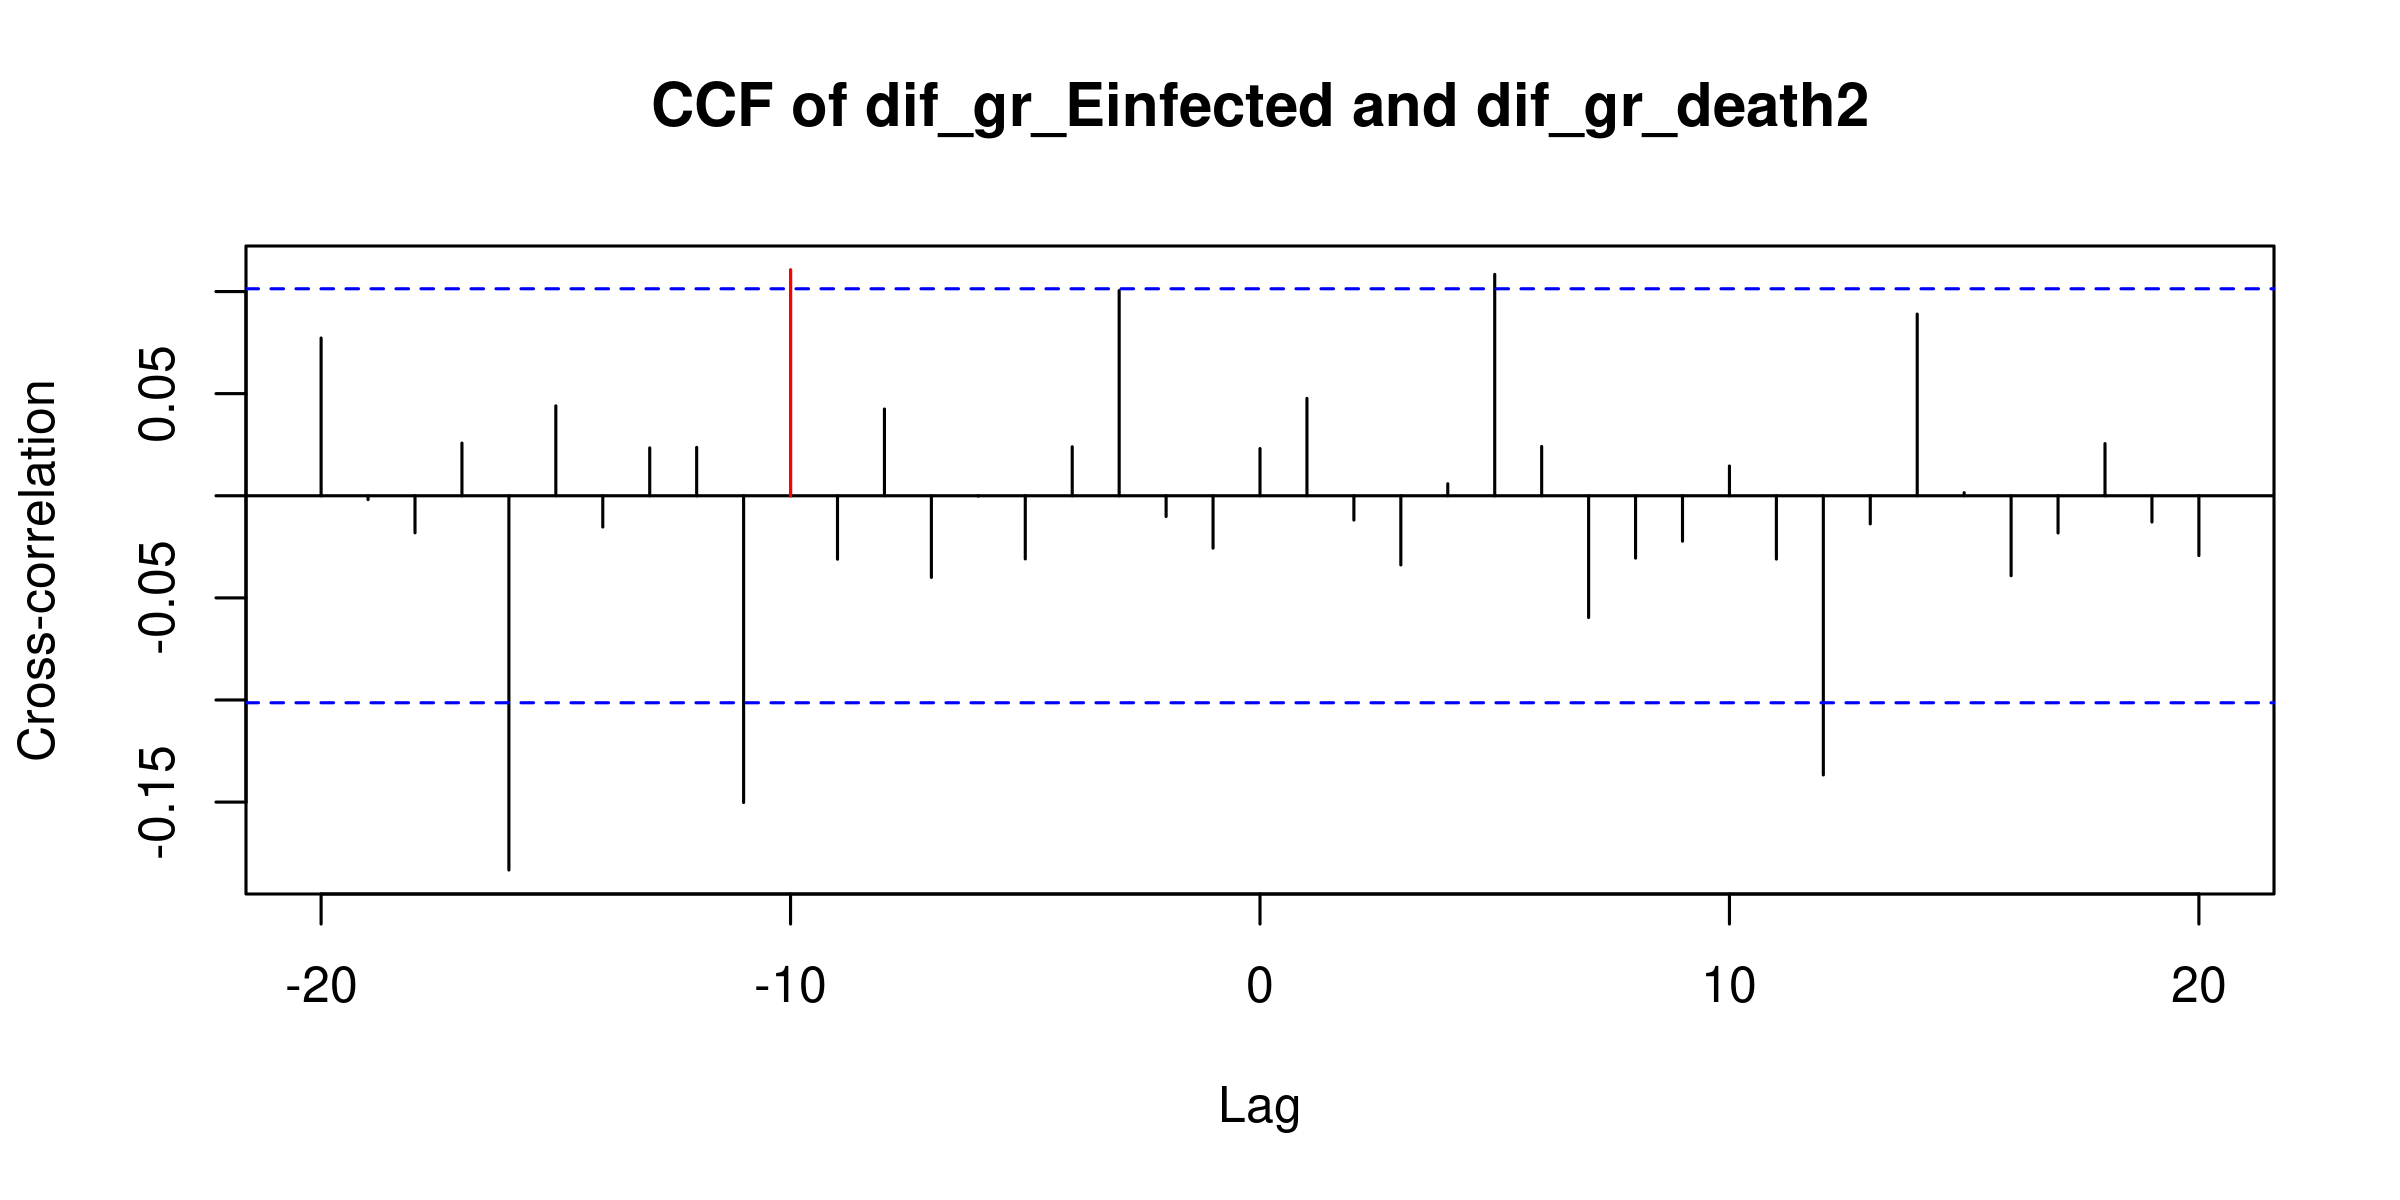 CCF of dif_gr_Einfected and dif_gr_death2
Cross-correlation
0.05
-0.05
-0.15
-20 -10 0 10 20
Lag